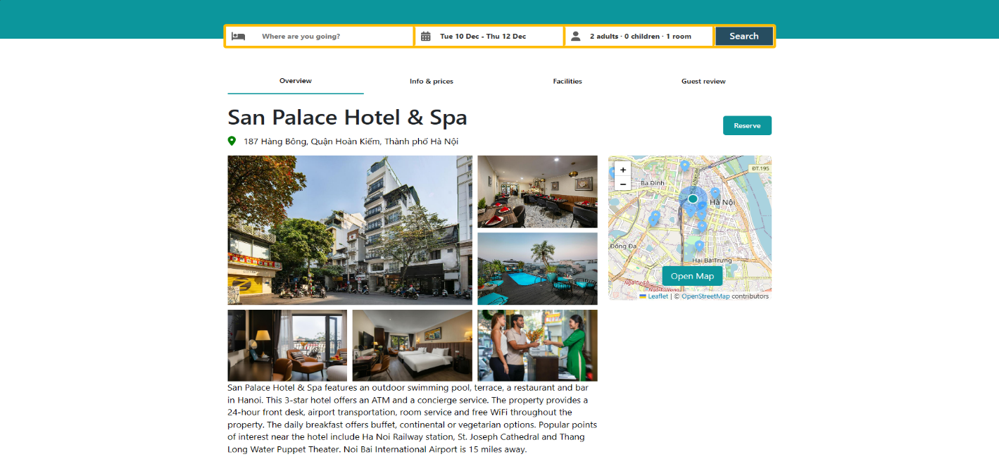 Where are you going?
Tue 10 Dec - Thu 12 Dec
2 adults · 0 children · 1 room
Search
Overview
Info & prices
Facilities
Guest review
San Palace Hotel & Spa
Reserve
187 Hàng Bông, Quận Hoàn Kiếm, Thành phố Hà Nội
+
−
ĐT.195
Ba Đình
Hà Nội
Đống Đa
Hai Bà Trưng
Open Map
Ngã Tư Sở
Ngã Tư Vọng
Leaflet | © OpenStreetMap contributors
San Palace Hotel & Spa features an outdoor swimming pool, terrace, a restaurant and bar
in Hanoi. This 3-star hotel offers an ATM and a concierge service. The property provides a
24-hour front desk, airport transportation, room service and free WiFi throughout the
property. The daily breakfast offers buffet, continental or vegetarian options. Popular points
of interest near the hotel include Ha Noi Railway station, St. Joseph Cathedral and Thang
Long Water Puppet Theater. Noi Bai International Airport is 15 miles away.